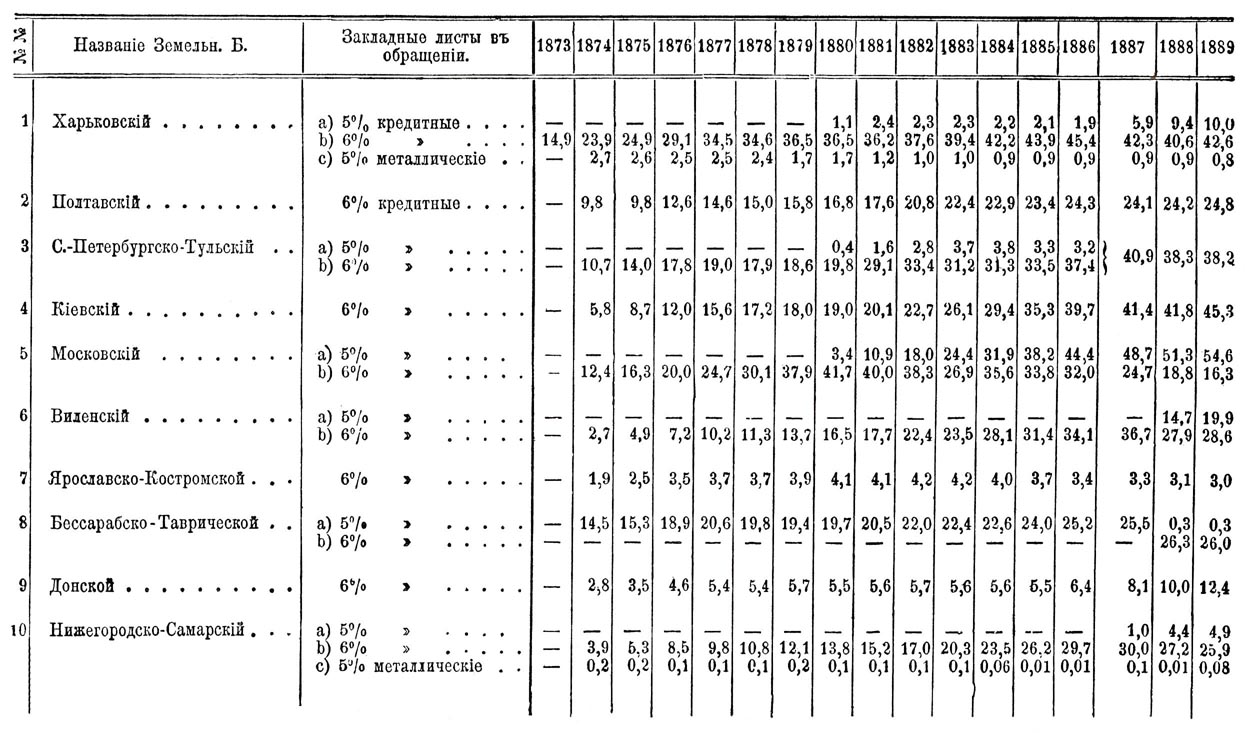 №№ Названіе Земельн. Б. Закладные листы въ обращеніи. 1873 1874 1875 1876 1877 1878 1879 1880 1881 1882 1883 1884 1885 1886 1887 1888 1889
1 Харьковскій . . . . . . . . a) 5% кредитные . . . . — — — — — — — 1,1 2,4 2,3 2,3 2,2 2,1 1,9 5,9 9,4 10,0
b) 6% » . . . . 14,9 23,9 24,9 29,1 34,5 34,6 36,5 36,5 36,2 37,6 39,4 42,2 43,9 45,4 42,3 40,6 42,6
c) 5% металлическіе . . — 2,7 2,6 2,5 2,5 2,4 1,7 1,7 1,2 1,0 1,0 0,9 0,9 0,9 0,9 0,9 0,8
2 Полтавскій . . . . . . . . . 6% кредитные . . . . — 9,8 9,8 12,6 14,6 15,0 15,8 16,8 17,6 20,8 22,4 22,9 23,4 24,3 24,1 24,2 24,8
3 С.-Петербургско-Тульскій . . a) 5% » . . . . . — — — — — — — 0,4 1,6 2,8 3,7 3,8 3,3 3,2 } 40,9 38,3 38,2
b) 6% » . . . . . — 10,7 14,0 17,8 19,0 17,9 18,6 19,8 29,1 33,4 31,2 31,3 33,5 37,4
4 Кіевскій . . . . . . . . . . 6% » . . . . . — 5,8 8,7 12,0 15,6 17,2 18,0 19,0 20,1 22,7 26,1 29,4 35,3 39,7 41,4 41,8 45,3
5 Московскій . . . . . . . . a) 5% » . . . . — — — — — — — 3,4 10,9 18,0 24,4 31,9 38,2 44,4 48,7 51,3 54,6
b) 6% » . . . . . — 12,4 16,3 20,0 24,7 30,1 37,9 41,7 40,0 38,3 26,9 35,6 33,8 32,0 24,7 18,8 16,3
6 Виленскій . . . . . . . . . a) 5% » . . . . . — — — — — — — — — — — — — — — 14,7 19,9
b) 6% » . . . . . — 2,7 4,9 7,2 10,2 11,3 13,7 16,5 17,7 22,4 23,5 28,1 31,4 34,1 36,7 27,9 28,6
7 Ярославско-Костромской . . . 6% » . . . . . — 1,9 2,5 3,5 3,7 3,7 3,9 4,1 4,1 4,2 4,2 4,0 3,7 3,4 3,3 3,1 3,0
8 Бессарабско-Таврической . . a) 5% » . . . . . — 14,5 15,3 18,9 20,6 19,8 19,4 19,7 20,5 22,0 22,4 22,6 24,0 25,2 25,5 0,3 0,3
b) 6% » . . . . . — — — — — — — — — — — — — — — 26,3 26,0
9 Донской . . . . . . . . . . 6% » . . . . . — 2,8 3,5 4,6 5,4 5,4 5,7 5,5 5,6 5,7 5,6 5,6 5,5 6,4 8,1 10,0 12,4
10 Нижегородско-Самарскій . . . a) 5% » . . . . — — — — — — — — — — — — — — 1,0 4,4 4,9
b) 6% » . . . . . — 3,9 5,3 8,5 9,8 10,8 12,1 13,8 15,2 17,0 20,3 23,5 26,2 29,7 30,0 27,2 25,9
c) 5% металлическіе . . — 0,2 0,2 0,1 0,1 0,1 0,2 0,1 0,1 0,1 0,1 0,06 0,01 0,01 0,1 0,01 0,08